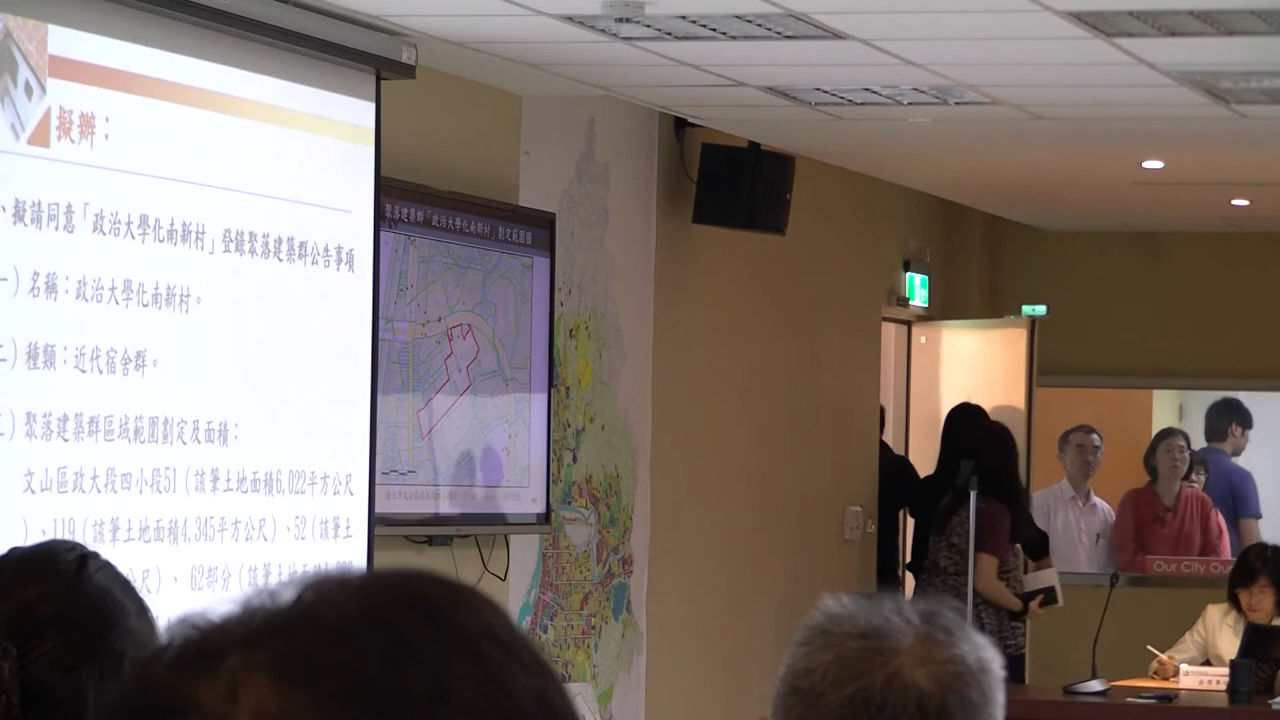 擬辦：
、擬請同意「政治大學化南新村」登錄聚落建築群公告事項
一）名稱：政治大學化南新村。
二）種類：近代宿舍群。
三）聚落建築群區域範圍劃定及面積：
文山區政大段四小段51（該筆土地面積6,022平方公尺
）、119（該筆土地面積4,345平方公尺）、52（該筆土
公尺）、 62部分（該筆土地面積
聚落建築群「政治大學化南新村」劃定範圍圖
Our City Our